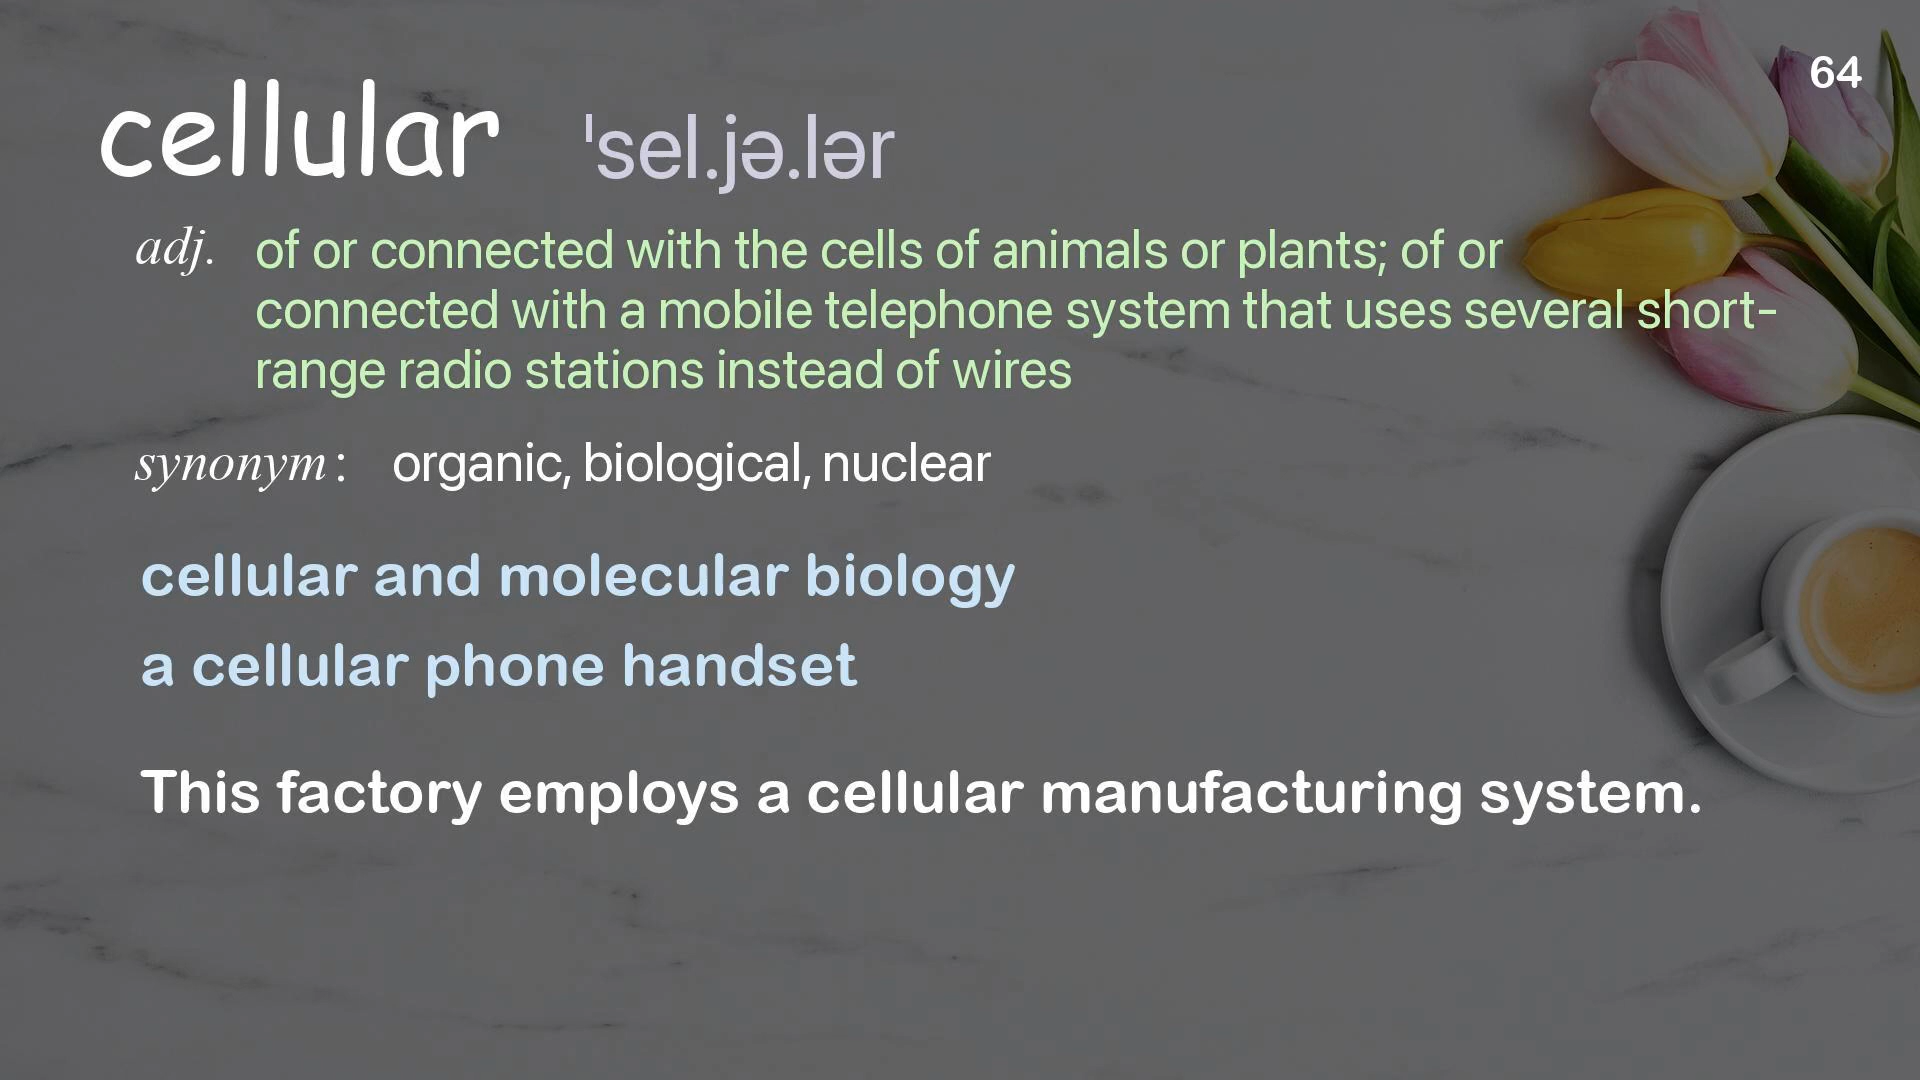 64
cellular ˈsel.jə.lər
adj. of or connected with the cells of animals or plants; of or
connected with a mobile telephone system that uses several short-
range radio stations instead of wires
synonym: organic, biological, nuclear
cellular and molecular biology
a cellular phone handset
This factory employs a cellular manufacturing system.